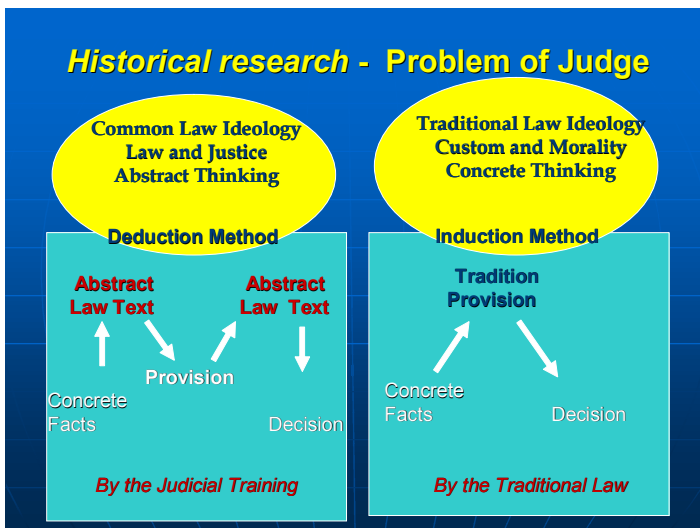 Historical research - Problem of Judge
Common Law Ideology
Law and Justice
Abstract Thinking
Deduction Method
Abstract
Law Text
Abstract
Law Text
Provision
Concrete
Facts
Decision
By the Judicial Training
Traditional Law Ideology
Custom and Morality
Concrete Thinking
Induction Method
Tradition
Provision
Concrete
Facts
Decision
By the Traditional Law